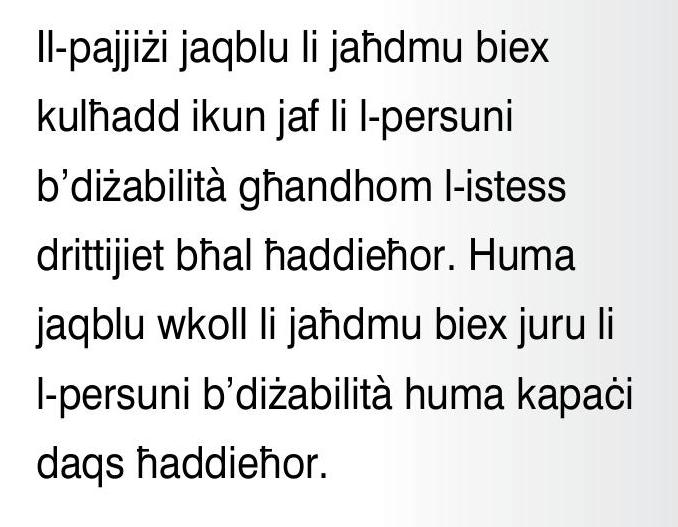 Il-pajjiżi jaqblu li jaħdmu biex
kulħadd ikun jaf li l-persuni
b’diżabilità għandhom l-istess
drittijiet bħal ħaddieħor. Huma
jaqblu wkoll li jaħdmu biex juru li
l-persuni b’diżabilità huma kapaċi
daqs ħaddieħor.